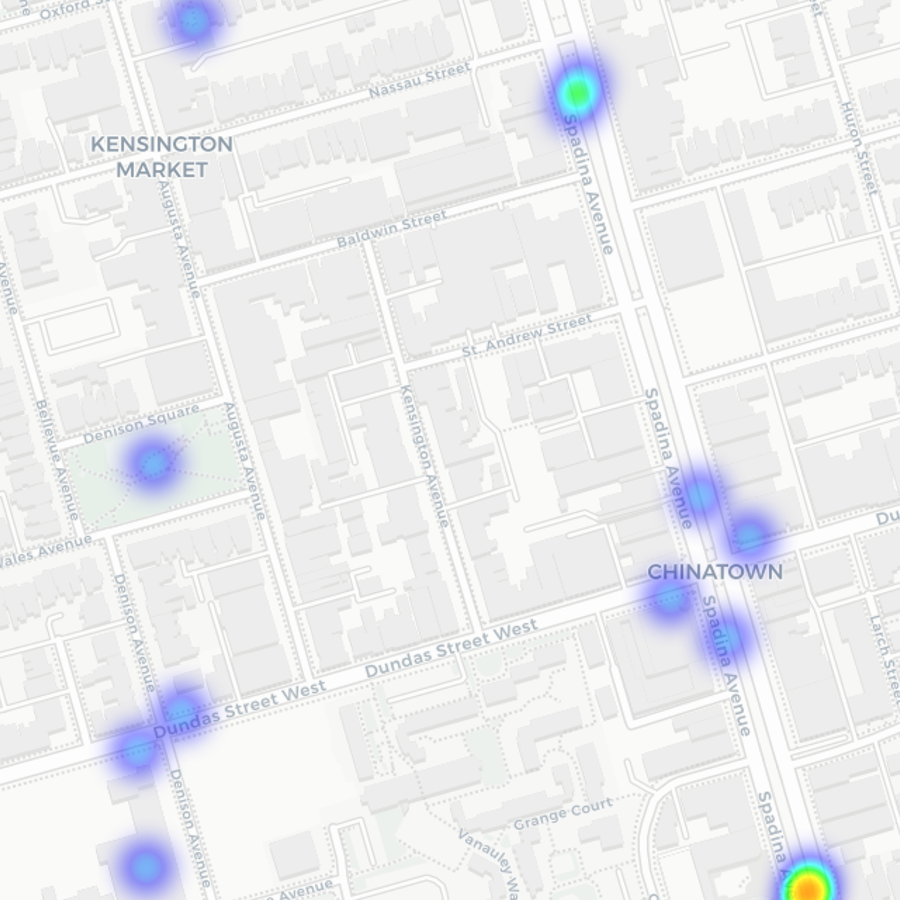 Oxford S
Nassau Street
KENSINGTON
MARKET
Spadina Avenue
Huron Street
Augusta Avenue
Baldwin Street
Avenue
St. Andrew Street
Bellevue Avenue
Denison Square
Augusta Avenue
Kensington Avenue
Spadina Avenue
Wales Avenue
Du
CHINATOWN
Denison Avenue
Spadina Avenue
Dundas Street West
Larch Street
Dundas Street West
Denison Avenue
Grange Court
Spadina A
Vanauley Wa
Avenue